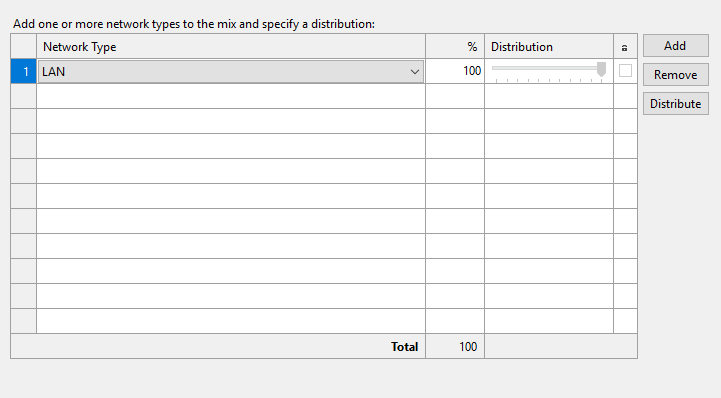 Add one or more network types to the mix and specify a distribution:
Network Type % Distribution
Add
1 LAN 100
Remove
Distribute
Total 100